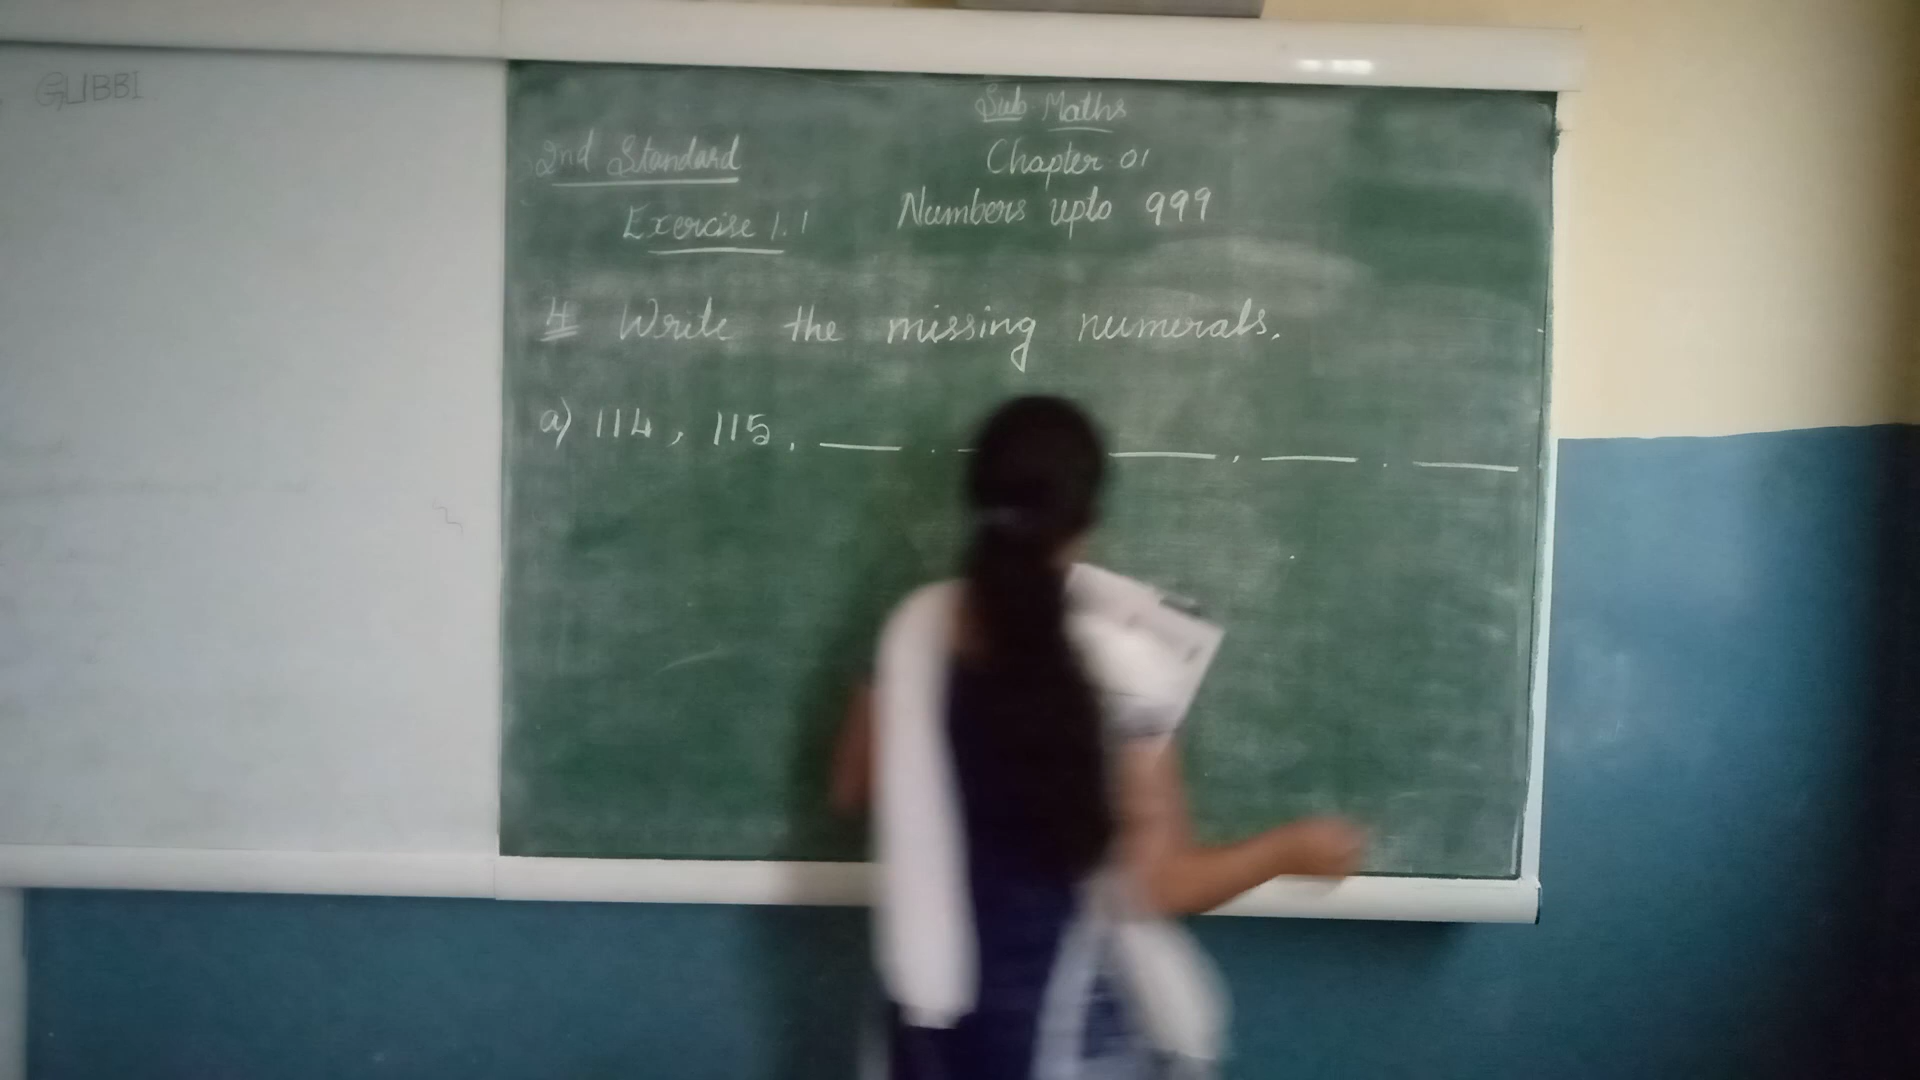 GUBBI
Sub Maths
2nd Standard
Chapter 01
Exercise 1.1
Numbers upto 999
4 Write the missing numerals.
a) 114, 115, ___, ___, ___, ___, ___